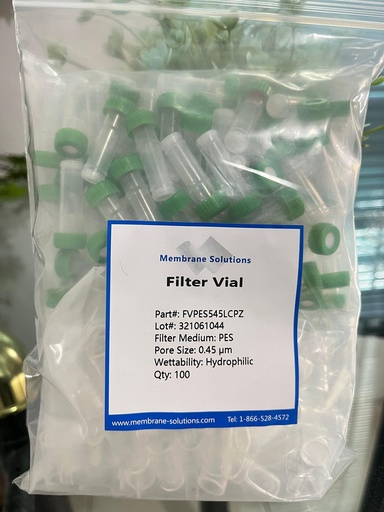 Membrane Solutions
Filter Vial
Part#: FVPES545LCPZ
Lot#: 321061044
Filter Medium: PES
Pore Size: 0.45 μm
Wettability: Hydrophilic
Qty: 100
www.membrane-solutions.com Tel: 1-866-528-4572